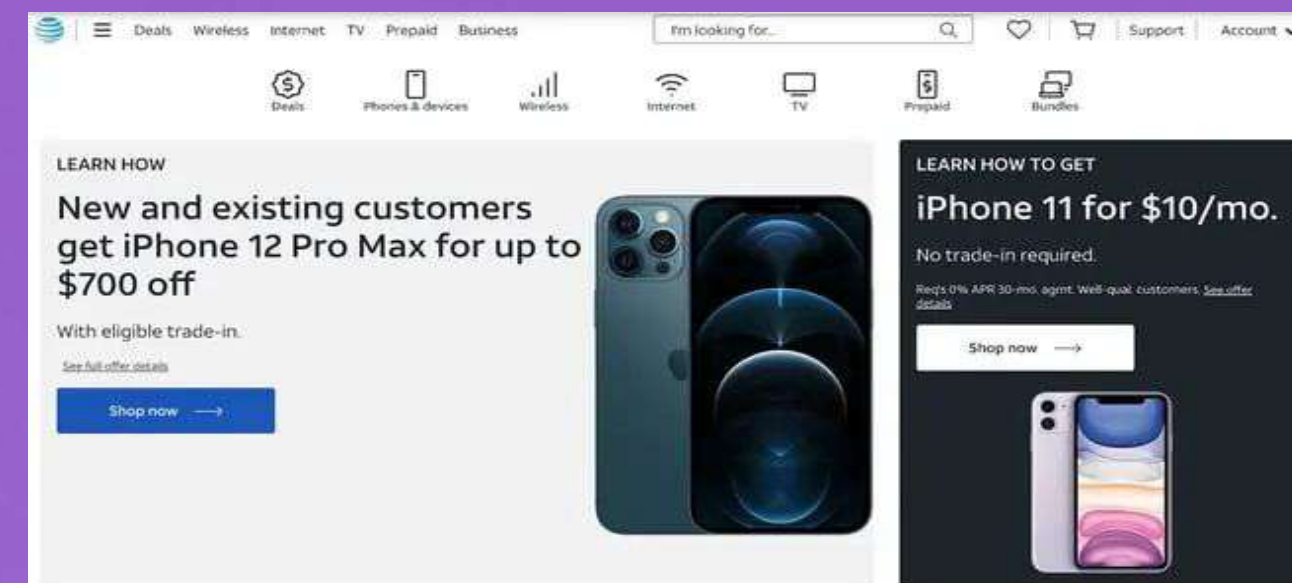 Deals Wireless Internet TV Prepaid Business I'm looking for... Support Account
Deals Phones & devices Wireless Internet TV Prepaid Bundles
LEARN HOW
New and existing customers
get iPhone 12 Pro Max for up to
$700 off
With eligible trade-in.
See full offer details
Shop now
LEARN HOW TO GET
iPhone 11 for $10/mo.
No trade-in required.
Req's 0% APR 30-mo. agmt. Well-qual. customers. See offer
details
Shop now